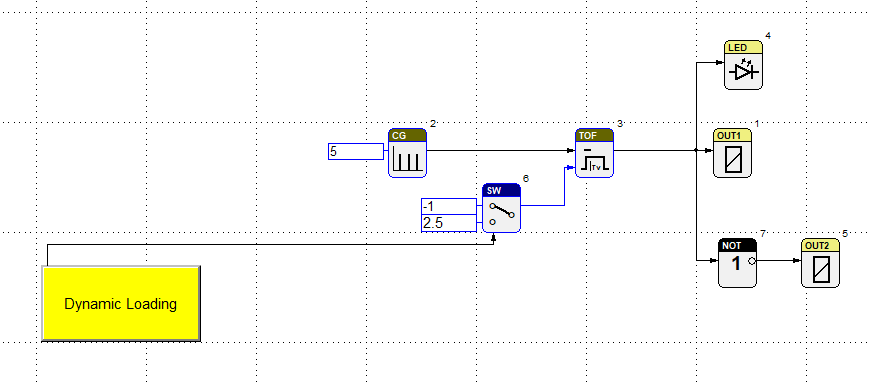 4
LED
2
3
1
CG
TOF
OUT1
5
Tv
6
SW
-1
2.5
7
5
NOT
OUT2
1
Dynamic Loading